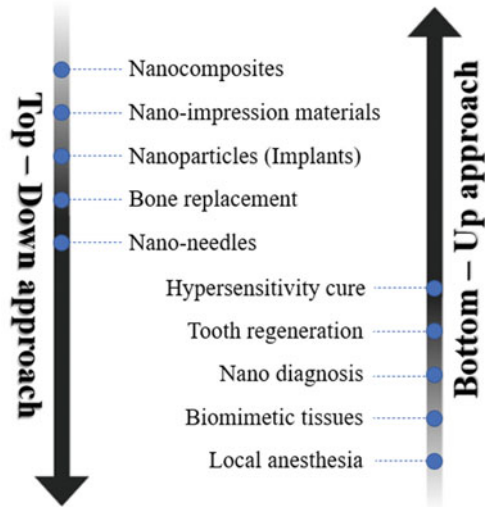 Top – Down approach
Nanocomposites
Nano-impression materials
Nanoparticles (Implants)
Bone replacement
Nano-needles
Bottom – Up approach
Hypersensitivity cure
Tooth regeneration
Nano diagnosis
Biomimetic tissues
Local anesthesia